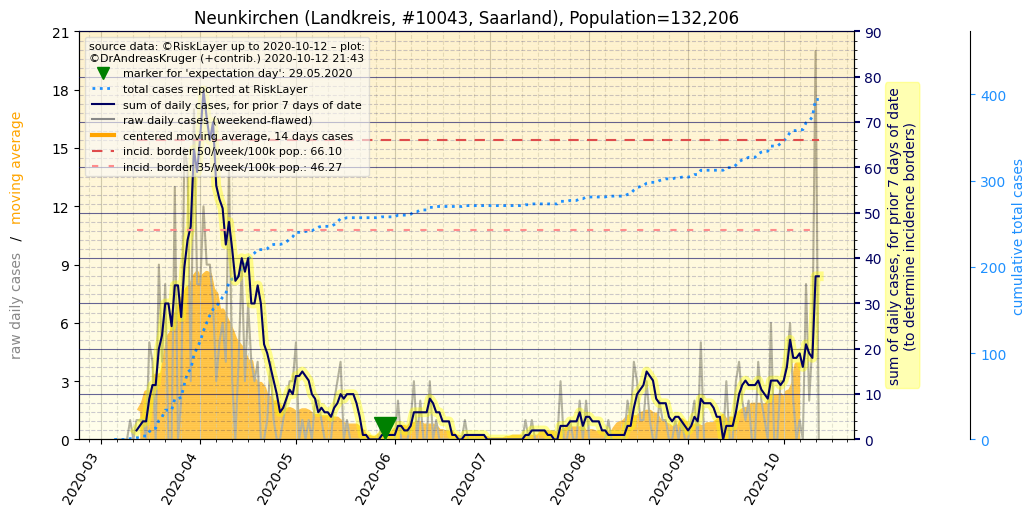 Neunkirchen (Landkreis, #10043, Saarland), Population=132,206
source data: ©RiskLayer up to 2020-10-12 – plot:
©DrAndreasKruger (+contrib.) 2020-10-12 21:43
marker for 'expectation day': 29.05.2020
total cases reported at RiskLayer
sum of daily cases, for prior 7 days of date
raw daily cases (weekend-flawed)
centered moving average, 14 days cases
incid. border 50/week/100k pop.: 66.10
incid. border 35/week/100k pop.: 46.27
raw daily cases / moving average
21
18
15
12
9
6
3
0
2020-03
2020-04
2020-05
2020-06
2020-07
2020-08
2020-09
2020-10
90
80
70
60
50
40
30
20
10
0
sum of daily cases, for prior 7 days of date
(to determine, incidence borders)
400
300
200
100
0
cumulative total cases